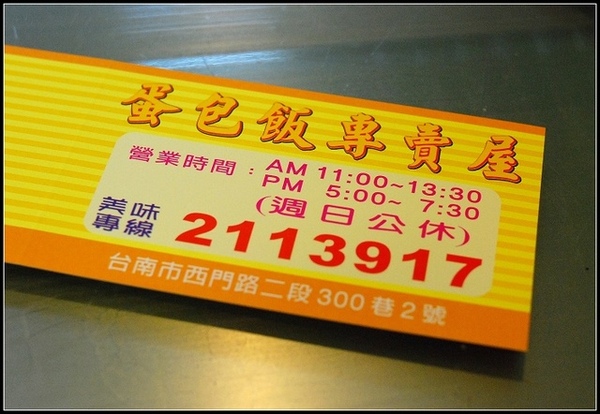 蛋包飯專賣屋
營業時間：AM 11:00~13:30
PM 5:00~ 7:30
(週日公休)
美味專線 2113917
台南市西門路二段300巷2號